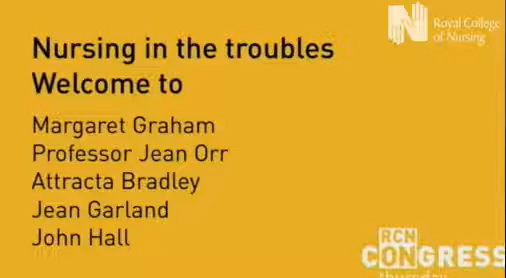 Royal College
of Nursing
Nursing in the troubles
Welcome to
Margaret Graham
Professor Jean Orr
Attracta Bradley
Jean Garland
John Hall
RCN
CONGRESS
thursday